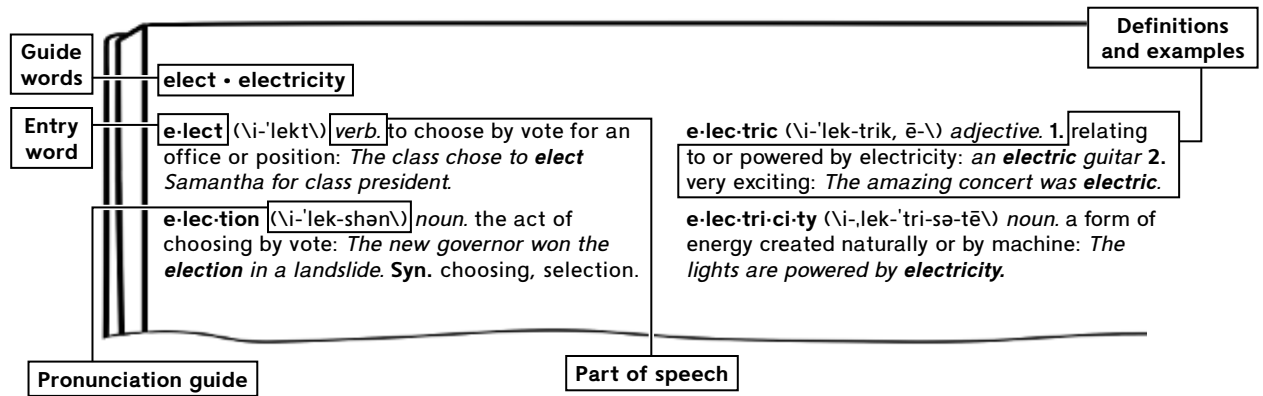 Definitions
and examples
Guide
words
elect • electricity
Entry
word
e·lect (\i-ˈlekt\) verb. to choose by vote for an
office or position: The class chose to elect
Samantha for class president.
e·lec·tion (\i-ˈlek-shən\) noun. the act of
choosing by vote: The new governor won the
election in a landslide. Syn. choosing, selection.
e·lec·tric (\i-ˈlek-trik, ē-\) adjective. 1. relating
to or powered by electricity: an electric guitar 2.
very exciting: The amazing concert was electric.
e·lec·tri·ci·ty (\i-ˌlek-ˈtri-sə-tē\) noun. a form of
energy created naturally or by machine: The
lights are powered by electricity.
Pronunciation guide
Part of speech